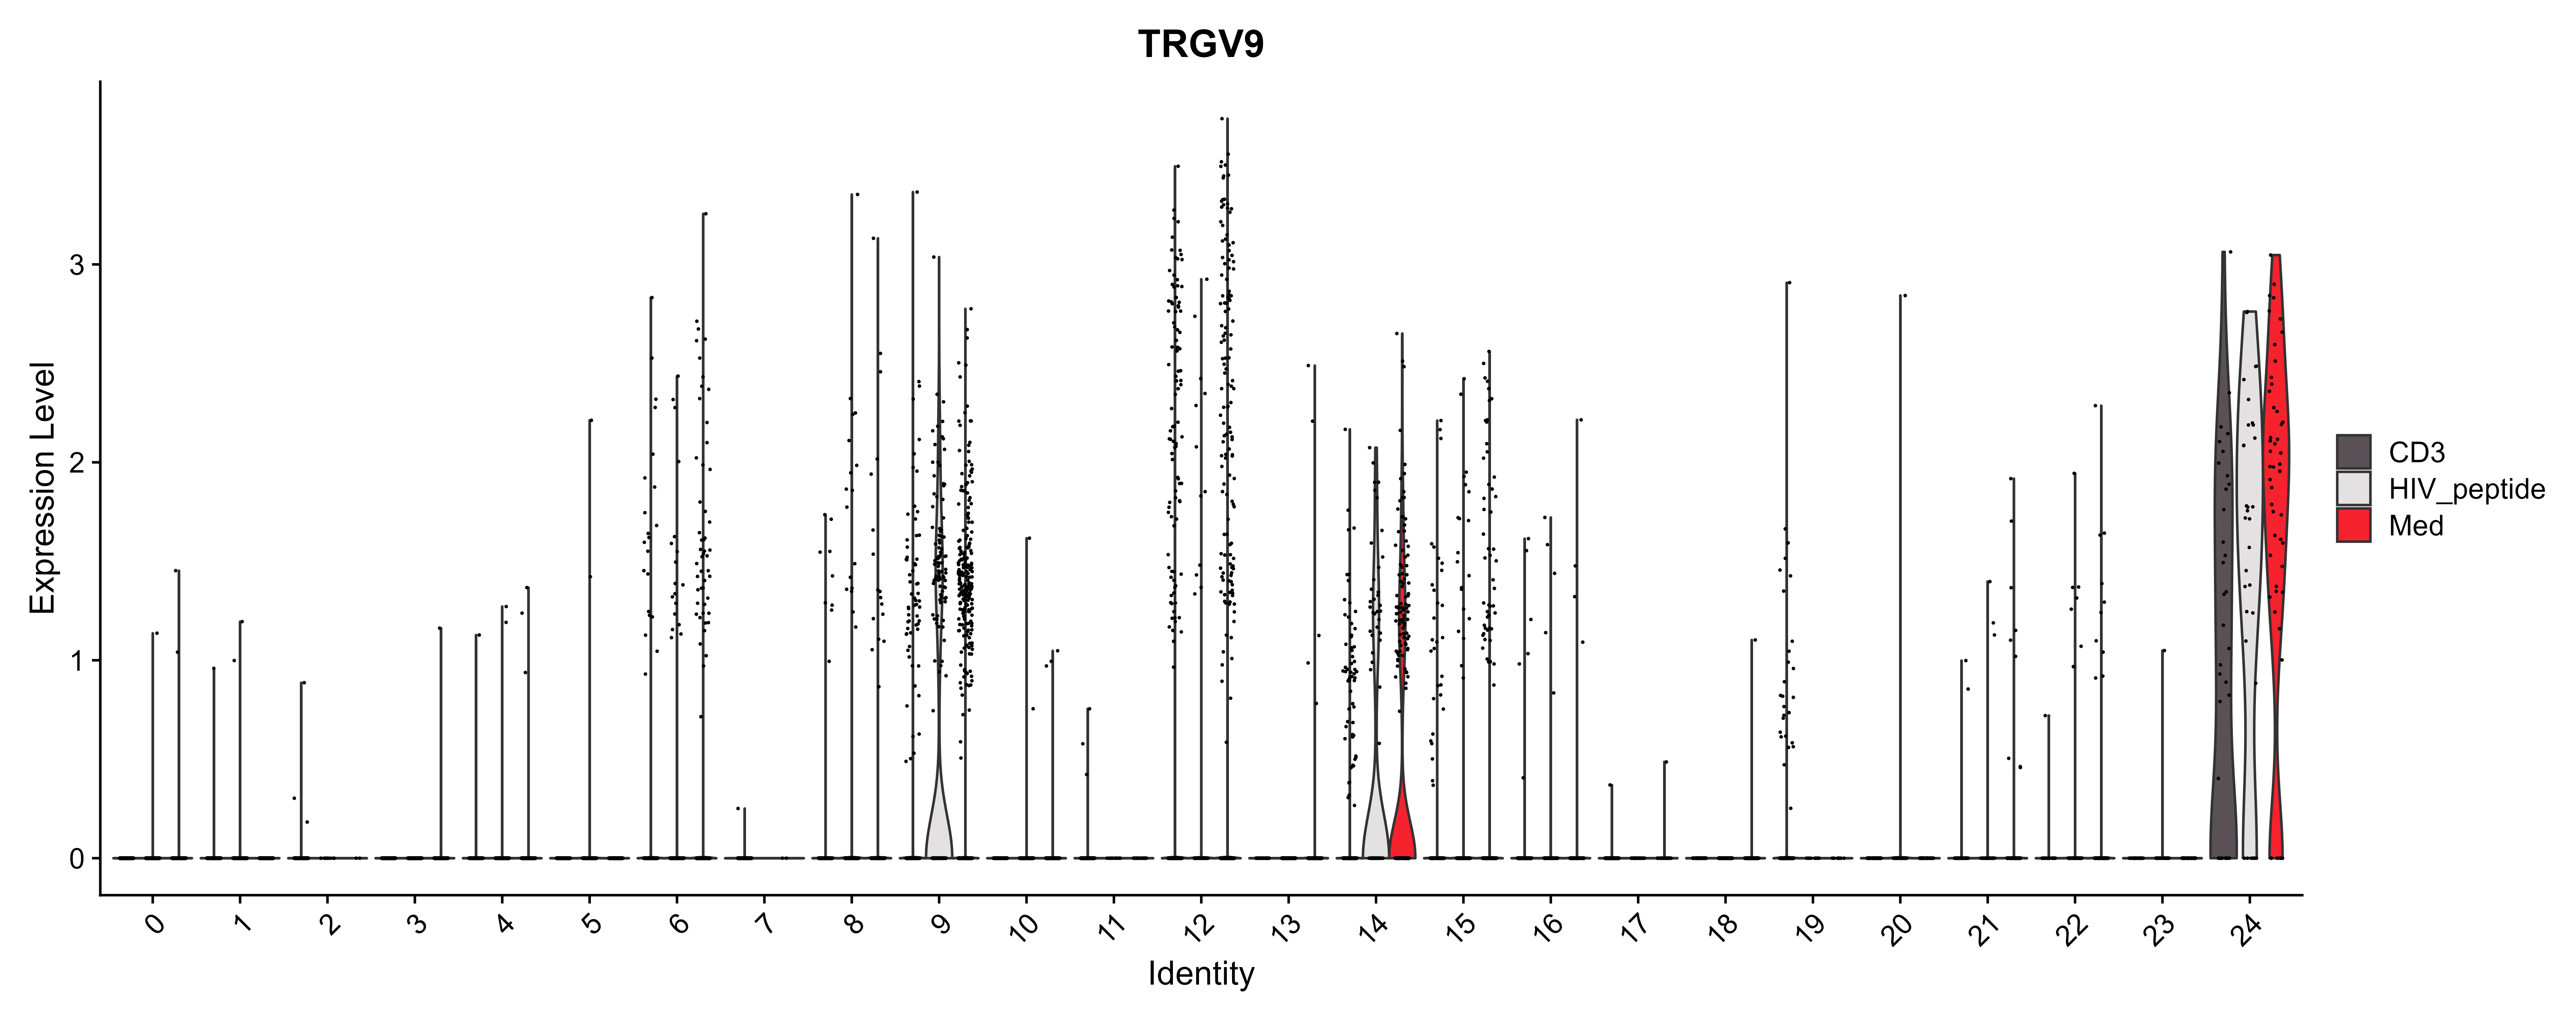 TRGV9
Expression Level
3
2
1
0
0 1 2 3 4 5 6 7 8 9 10 11 12 13 14 15 16 17 18 19 20 21 22 23 24
Identity
CD3
HIV_peptide
Med